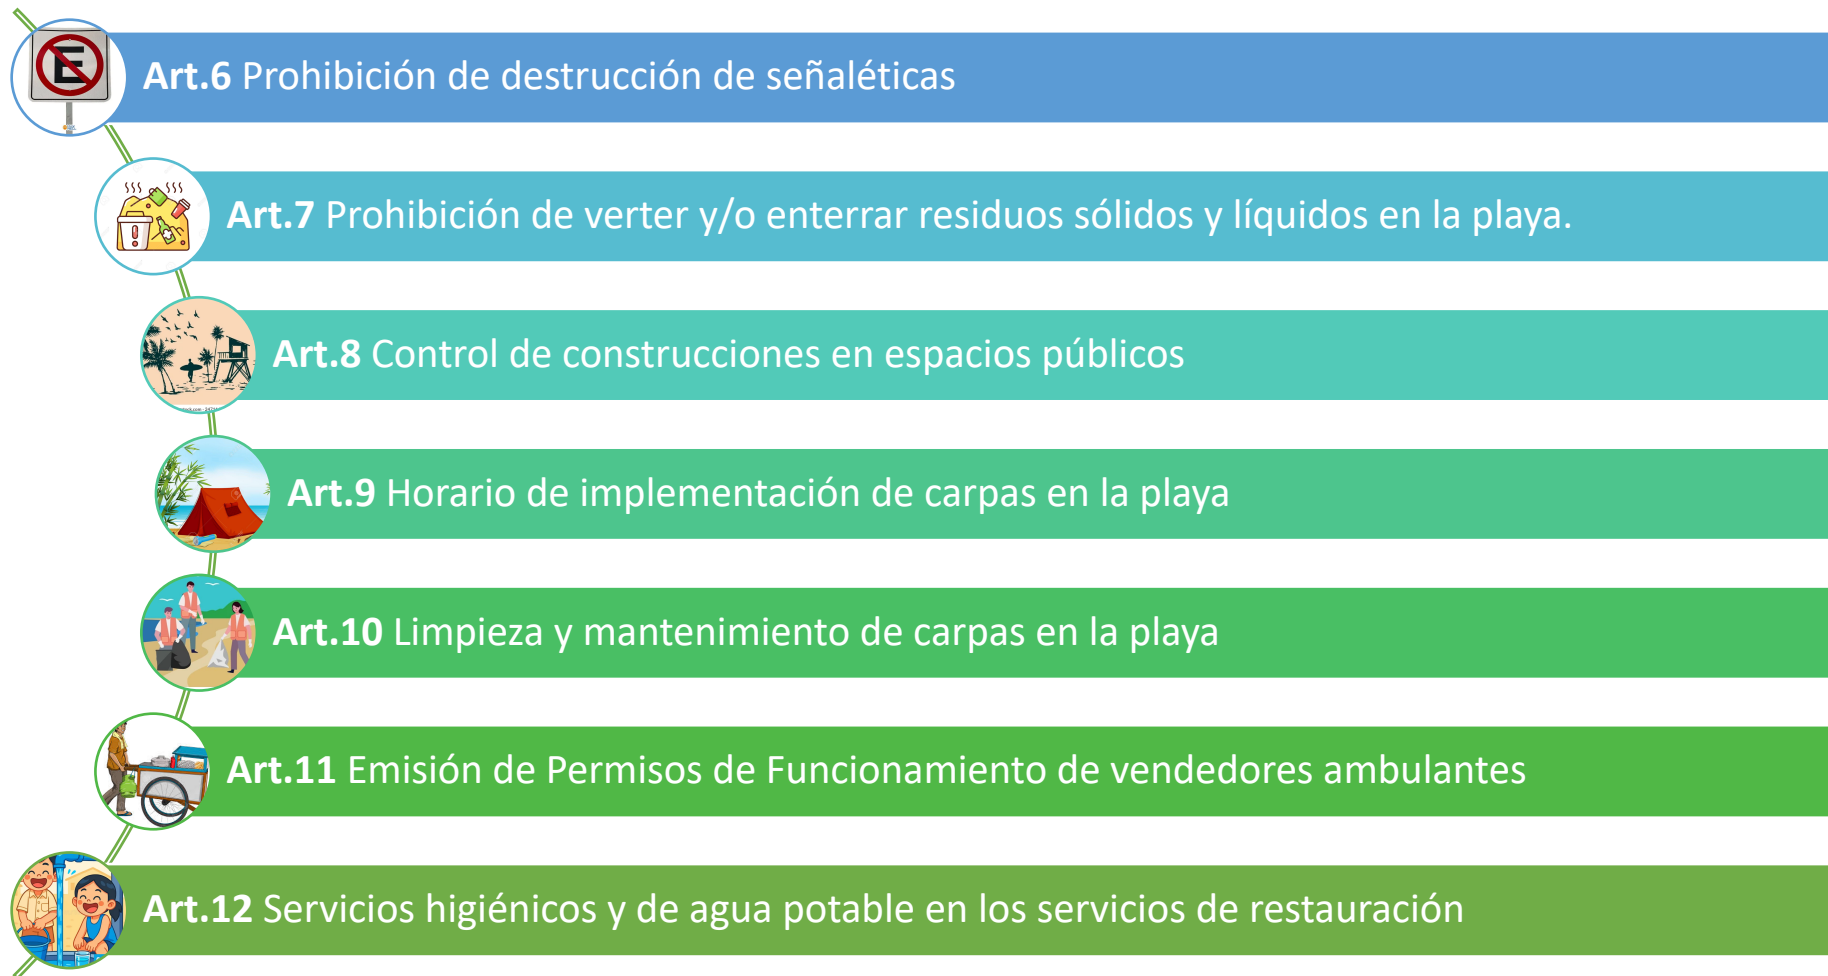 E
Art.6 Prohibición de destrucción de señaléticas
Art.7 Prohibición de verter y/o enterrar residuos sólidos y líquidos en la playa.
Art.8 Control de construcciones en espacios públicos
Art.9 Horario de implementación de carpas en la playa
Art.10 Limpieza y mantenimiento de carpas en la playa
Art.11 Emisión de Permisos de Funcionamiento de vendedores ambulantes
Art.12 Servicios higiénicos y de agua potable en los servicios de restauración